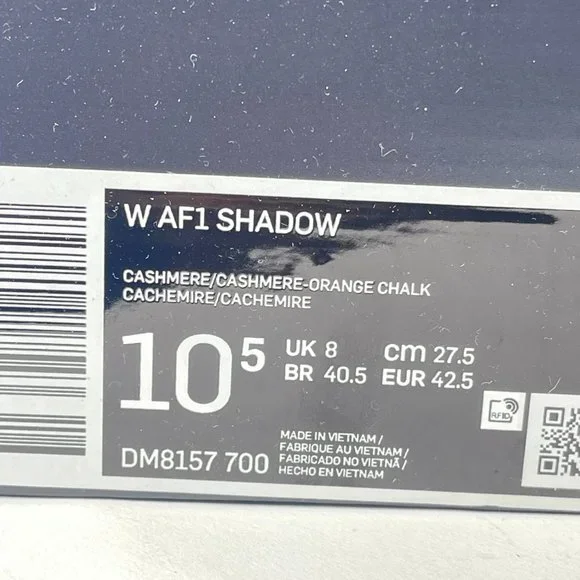 W AF1 SHADOW
CASHMERE/CASHMERE-ORANGE CHALK
CACHEMIRE/CACHEMIRE
10 5
UK 8 cm 27.5
BR 40.5 EUR 42.5
RFID
DM8157 700
MADE IN VIETNAM /
FABRIQUE AU VIETNAM /
FABRICADO NO VIETNÃ /
HECHO EN VIETNAM